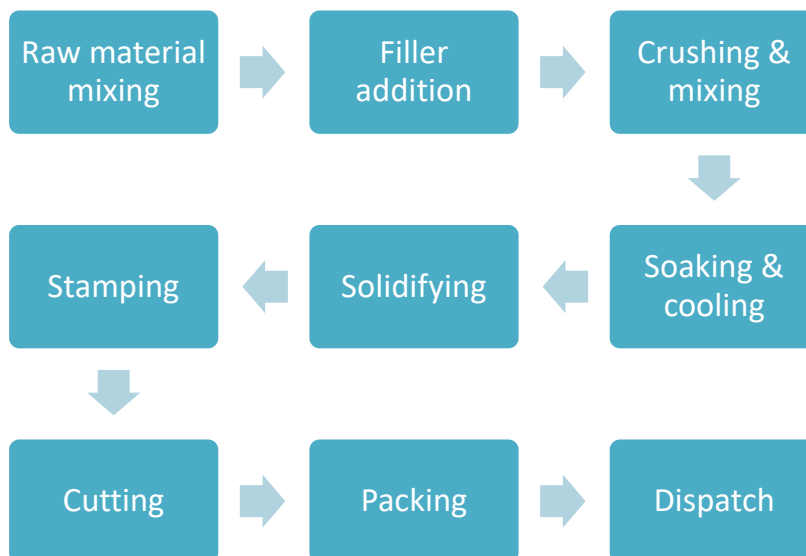 Raw material
mixing
Filler
addition
Crushing &
mixing
Stamping
Solidifying
Soaking &
cooling
Cutting
Packing
Dispatch